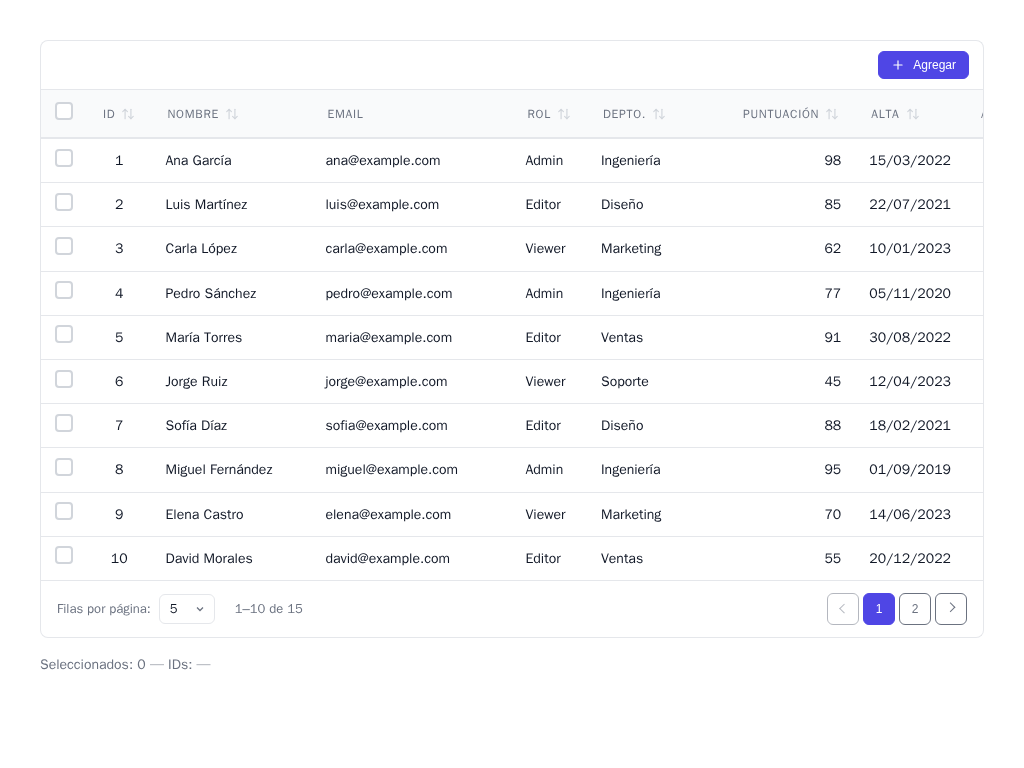 Agregar
ID NOMBRE EMAIL ROL DEPTO. PUNTUACIÓN ALTA
1 Ana García ana@example.com Admin Ingeniería 98 15/03/2022
2 Luis Martínez luis@example.com Editor Diseño 85 22/07/2021
3 Carla López carla@example.com Viewer Marketing 62 10/01/2023
4 Pedro Sánchez pedro@example.com Admin Ingeniería 77 05/11/2020
5 María Torres maria@example.com Editor Ventas 91 30/08/2022
6 Jorge Ruiz jorge@example.com Viewer Soporte 45 12/04/2023
7 Sofía Díaz sofia@example.com Editor Diseño 88 18/02/2021
8 Miguel Fernández miguel@example.com Admin Ingeniería 95 01/09/2019
9 Elena Castro elena@example.com Viewer Marketing 70 14/06/2023
10 David Morales david@example.com Editor Ventas 55 20/12/2022
Filas por página: 5 1–10 de 15 1 2
Seleccionados: 0 — IDs: —